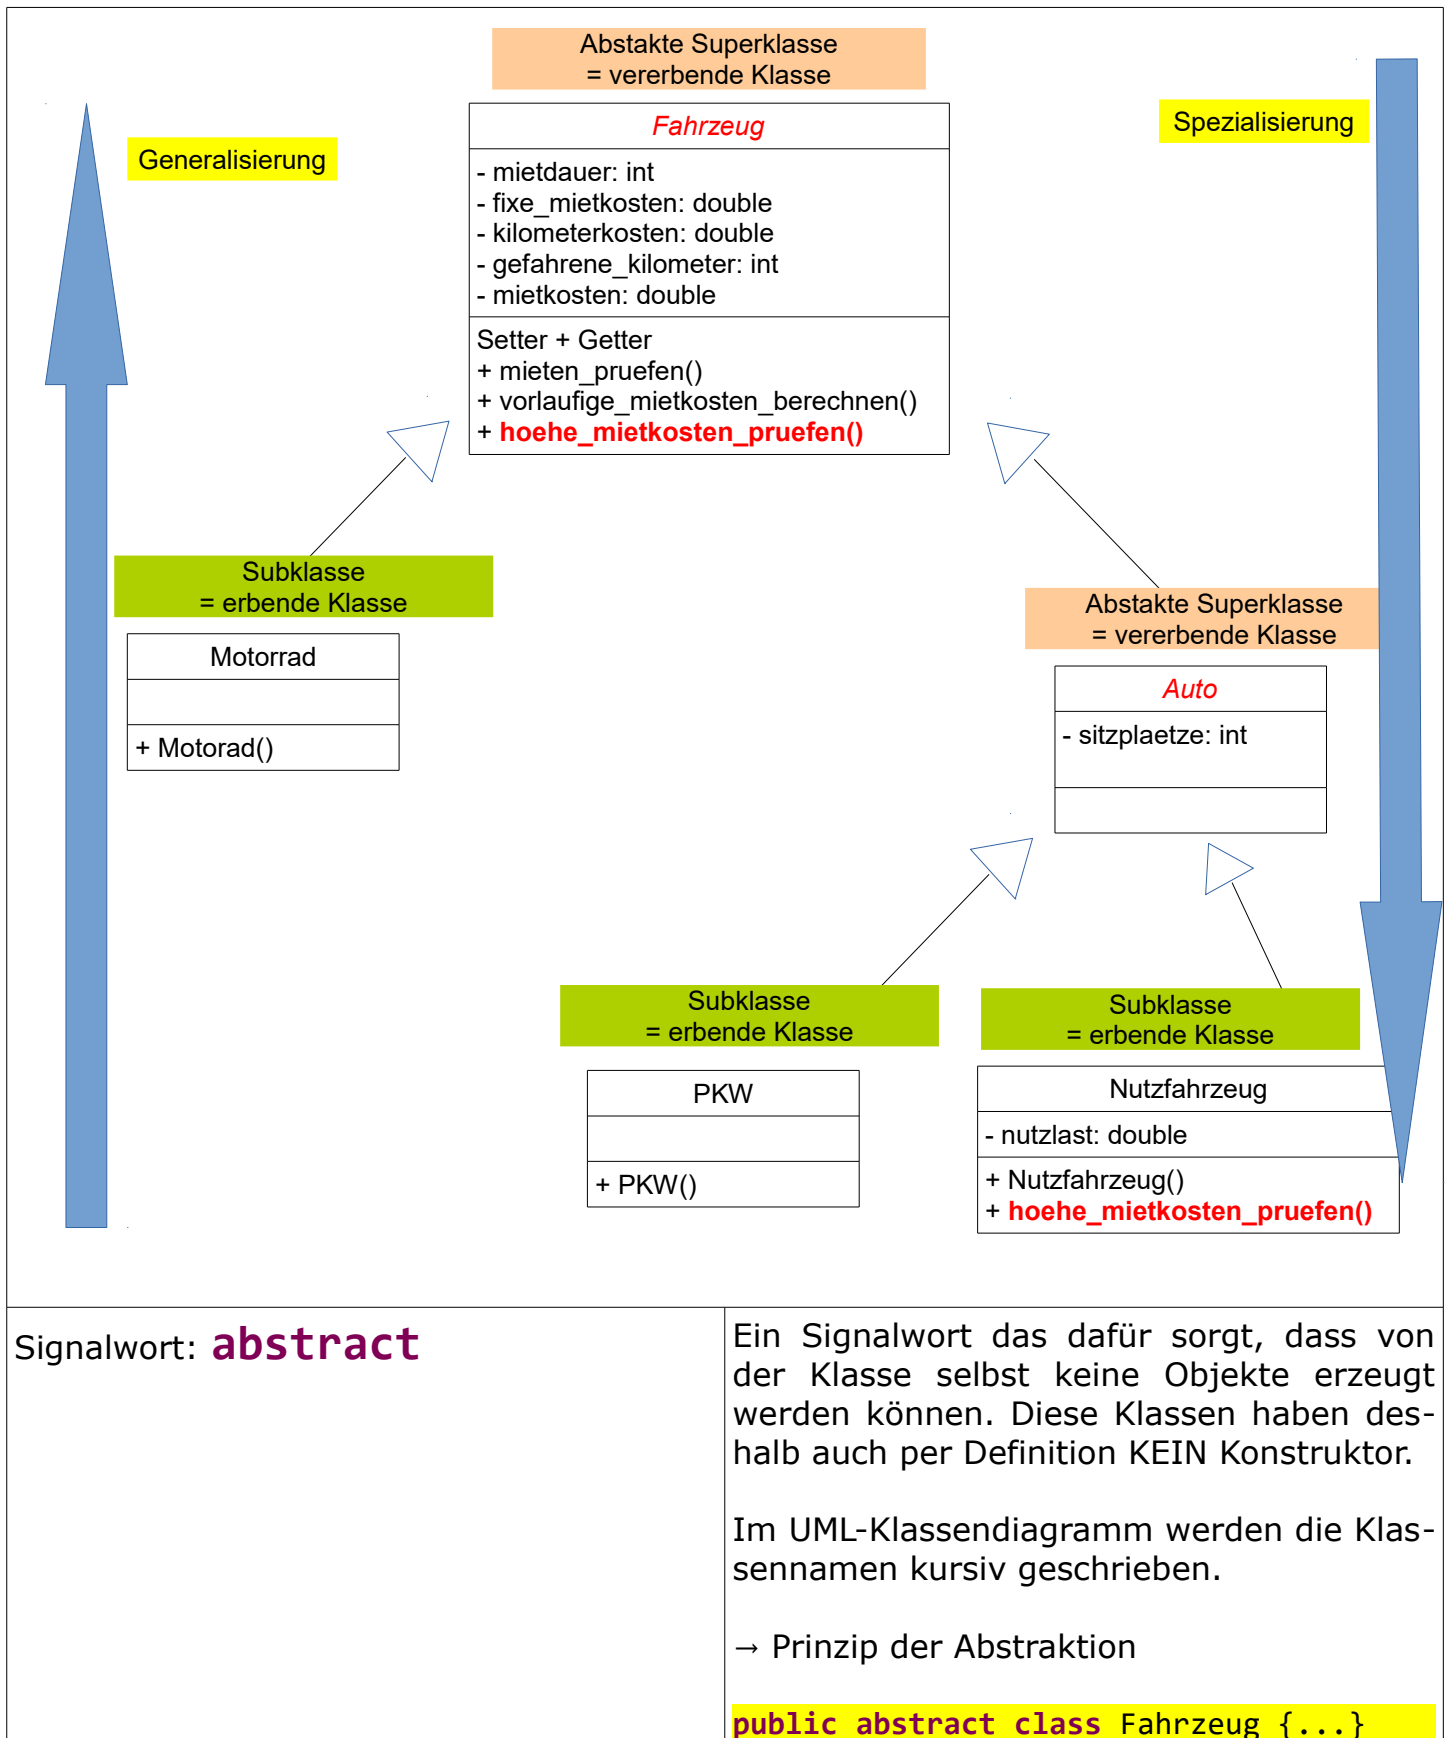 Abstakte Superklasse
= vererbende Klasse
Generalisierung
Spezialisierung
Fahrzeug
- mietdauer: int
- fixe_mietkosten: double
- kilometerkosten: double
- gefahrene_kilometer: int
- mietkosten: double
Setter + Getter
+ mieten_pruefen()
+ vorlaufige_mietkosten_berechnen()
+ hoehe_mietkosten_pruefen()
Subklasse
= erbende Klasse
Motorrad
+ Motorad()
Abstakte Superklasse
= vererbende Klasse
Auto
- sitzplaetze: int
Subklasse
= erbende Klasse
PKW
+ PKW()
Subklasse
= erbende Klasse
Nutzfahrzeug
- nutzlast: double
+ Nutzfahrzeug()
+ hoehe_mietkosten_pruefen()
Signalwort: abstract
Ein Signalwort das dafür sorgt, dass von
der Klasse selbst keine Objekte erzeugt
werden können. Diese Klassen haben des-
halb auch per Definition KEIN Konstruktor.
Im UML-Klassendiagramm werden die Klas-
sennamen kursiv geschrieben.
→ Prinzip der Abstraktion
public abstract class Fahrzeug {...}